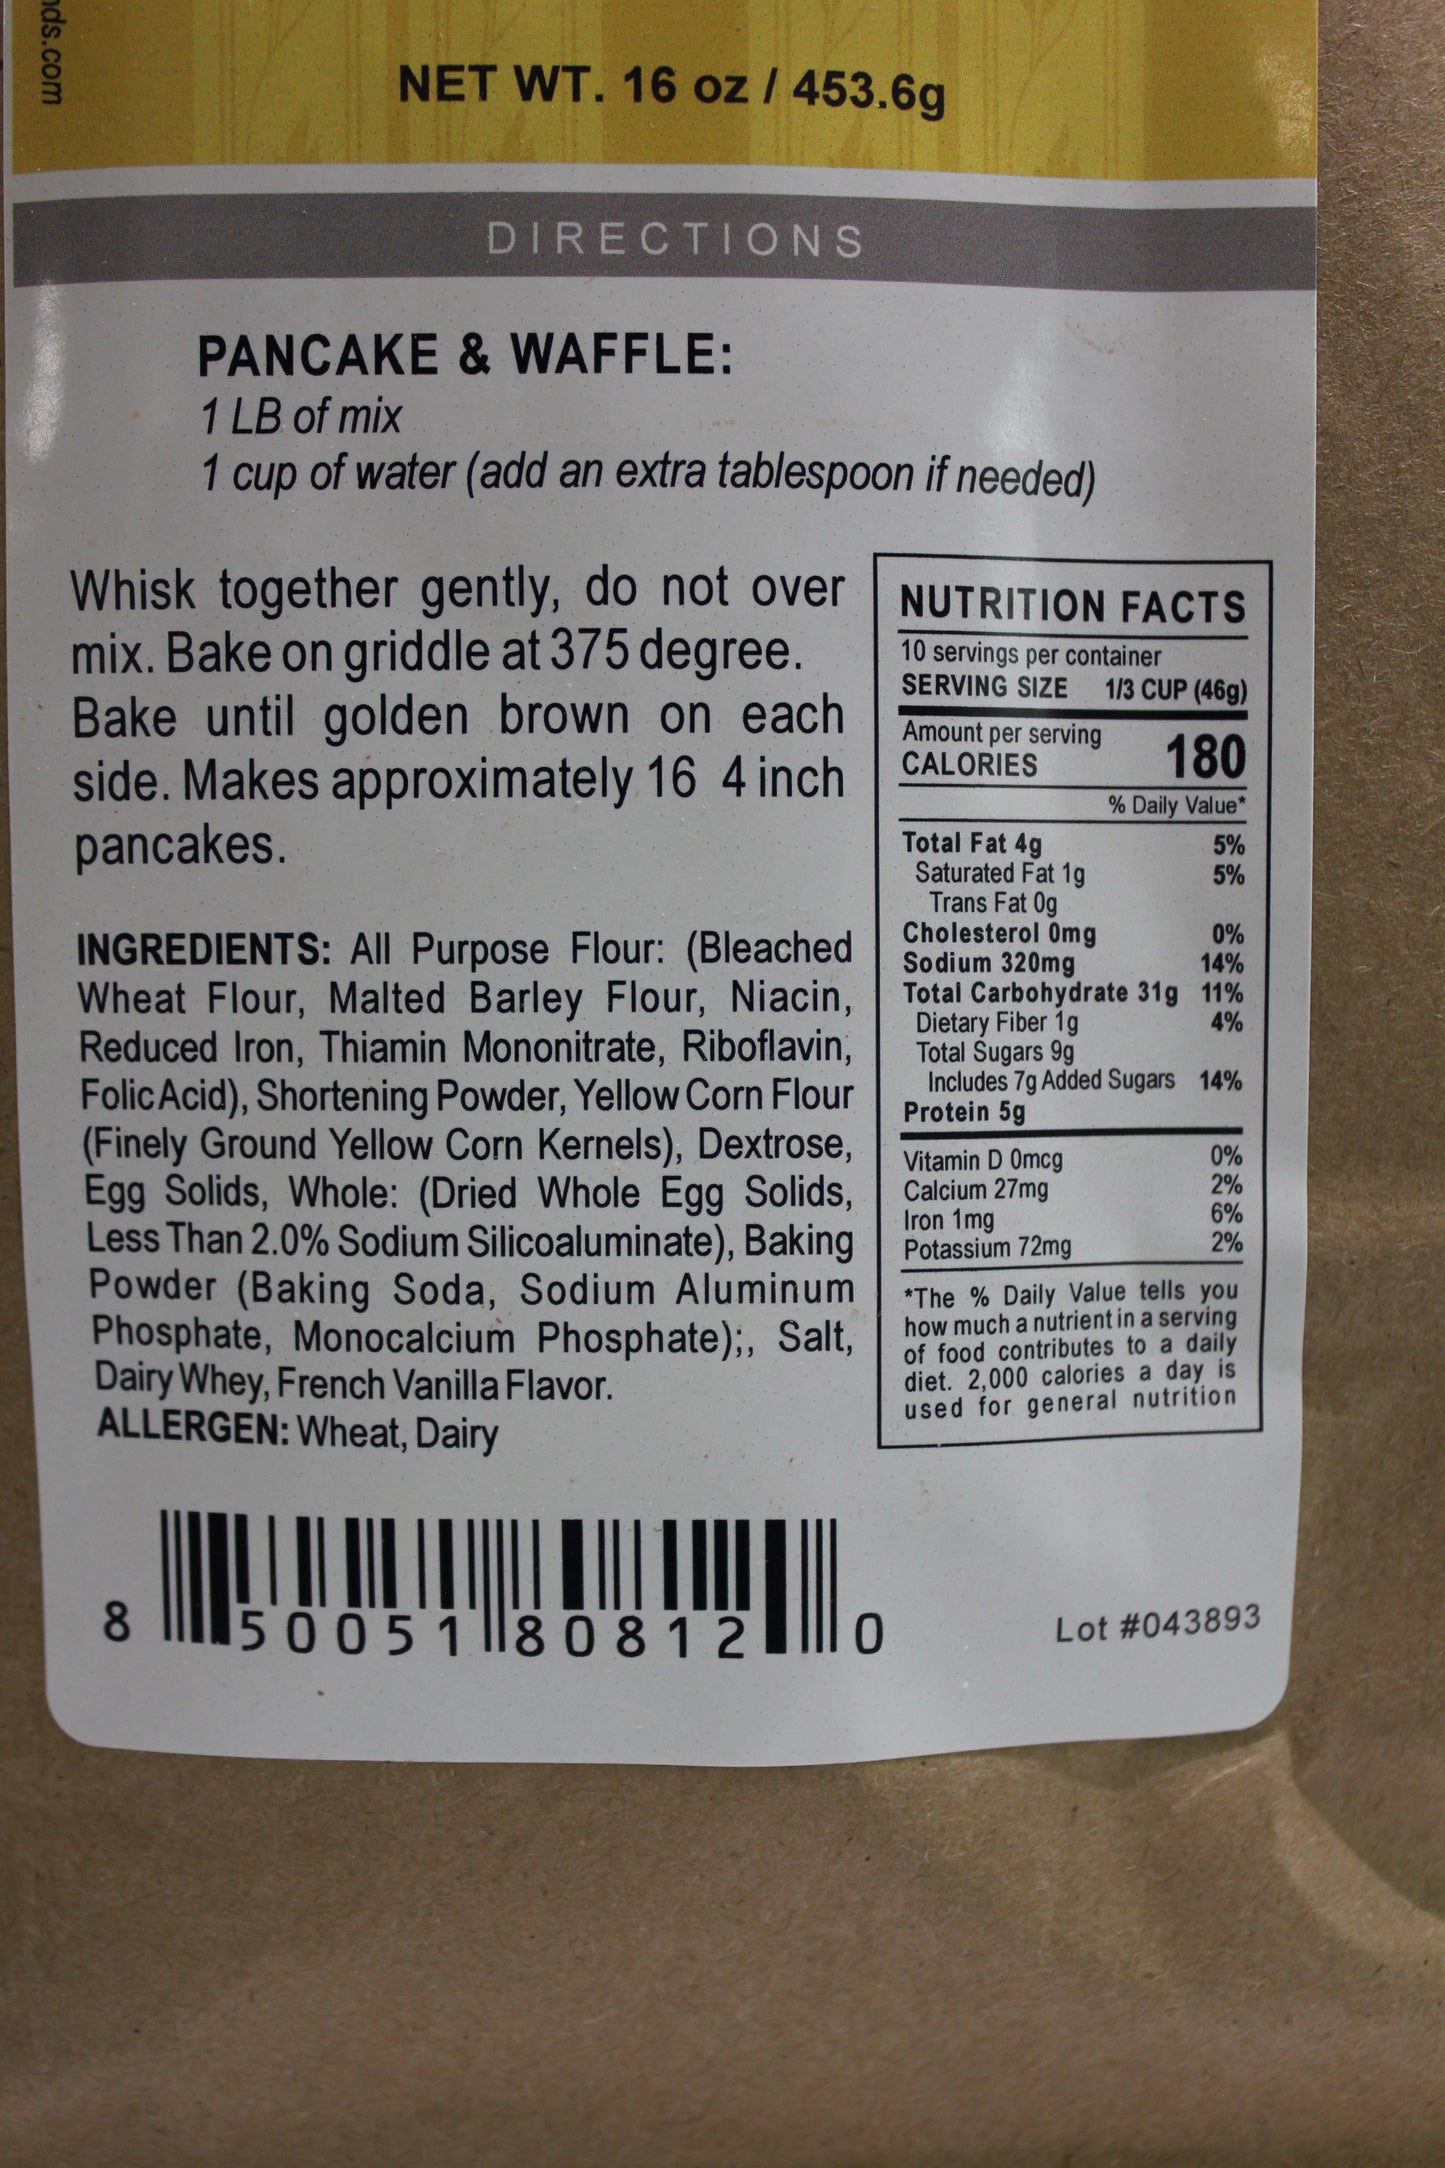 ds.com
NET WT. 16 oz / 453.6g
DIRECTIONS
PANCAKE & WAFFLE:
1 LB of mix
1 cup of water (add an extra tablespoon if needed)
Whisk together gently, do not over
mix. Bake on griddle at 375 degree.
Bake until golden brown on each
side. Makes approximately 16 4 inch
pancakes.
INGREDIENTS: All Purpose Flour: (Bleached
Wheat Flour, Malted Barley Flour, Niacin,
Reduced Iron, Thiamin Mononitrate, Riboflavin,
Folic Acid), Shortening Powder, Yellow Corn Flour
(Finely Ground Yellow Corn Kernels), Dextrose,
Egg Solids, Whole: (Dried Whole Egg Solids,
Less Than 2.0% Sodium Silicoaluminate), Baking
Powder (Baking Soda, Sodium Aluminum
Phosphate, Monocalcium Phosphate);, Salt,
Dairy Whey, French Vanilla Flavor.
ALLERGEN: Wheat, Dairy
NUTRITION FACTS
10 servings per container
SERVING SIZE 1/3 CUP (46g)
Amount per serving
CALORIES 180
% Daily Value*
Total Fat 4g 5%
Saturated Fat 1g 5%
Trans Fat 0g
Cholesterol 0mg 0%
Sodium 320mg 14%
Total Carbohydrate 31g 11%
Dietary Fiber 1g 4%
Total Sugars 9g
Includes 7g Added Sugars 14%
Protein 5g
Vitamin D 0mcg 0%
Calcium 27mg 2%
Iron 1mg 6%
Potassium 72mg 2%
*The % Daily Value tells you
how much a nutrient in a serving
of food contributes to a daily
diet. 2,000 calories a day is
used for general nutrition
8 50051 80812 0
Lot #043893